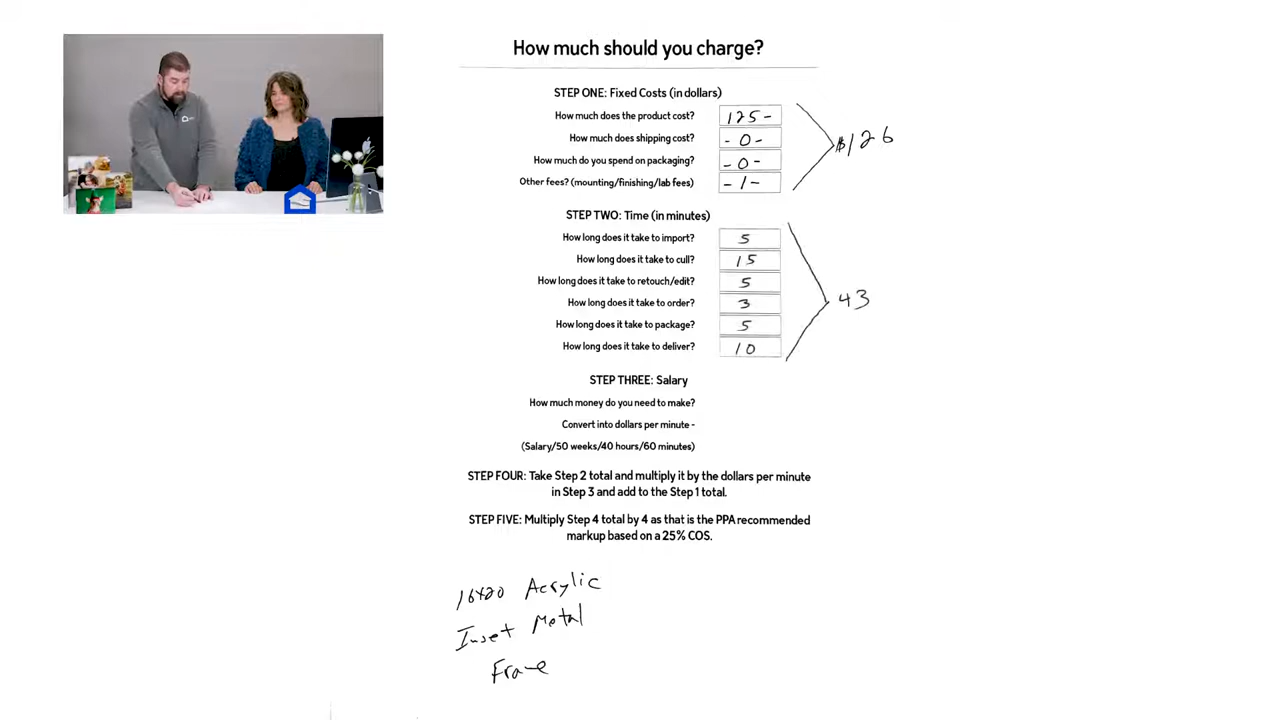 How much should you charge?
STEP ONE: Fixed Costs (in dollars)
How much does the product cost? 125-
How much does shipping cost? -0-
How much do you spend on packaging? -0-
Other fees? (mounting/finishing/lab fees) -1-
$126
STEP TWO: Time (in minutes)
How long does it take to import? 5
How long does it take to cull? 15
How long does it take to retouch/edit? 5
How long does it take to order? 3
How long does it take to package? 5
How long does it take to deliver? 10
43
STEP THREE: Salary
How much money do you need to make?
Convert into dollars per minute -
(Salary/50 weeks/40 hours/60 minutes)
STEP FOUR: Take Step 2 total and multiply it by the dollars per minute
in Step 3 and add to the Step 1 total.
STEP FIVE: Multiply Step 4 total by 4 as that is the PPA recommended
markup based on a 25% COS.
16x20 Acrylic
Inset Metal
Frame